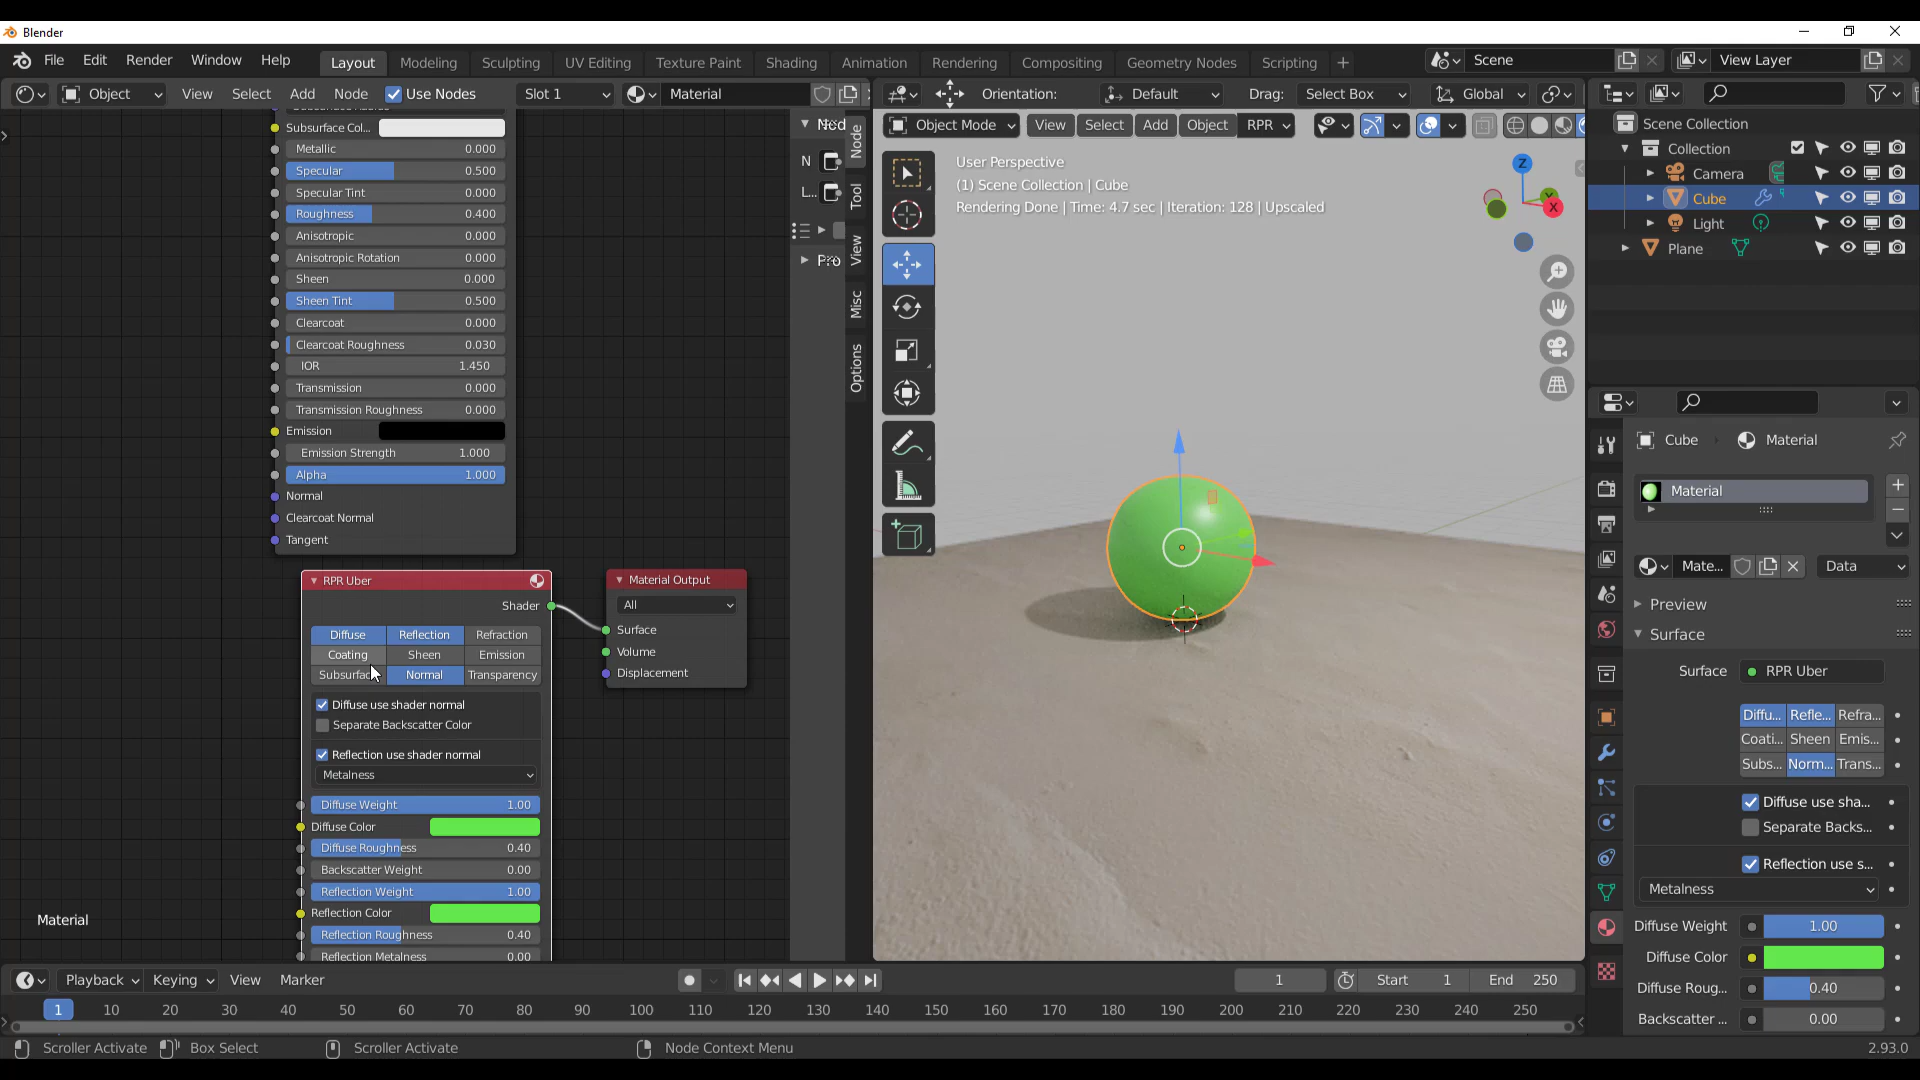 Blender
File Edit Render Window Help Layout Modeling Sculpting UV Editing Texture Paint Shading Animation Rendering Compositing Geometry Nodes Scripting Scene View Layer
Object View Select Add Node Use Nodes Slot 1 Material
Orientation: Default Drag: Select Box Global
Object Mode View Select Add Object RPR
Subsurface Col...
Metallic 0.000
Specular 0.500
Specular Tint 0.000
Roughness 0.400
Anisotropic 0.000
Anisotropic Rotation 0.000
Sheen 0.000
Sheen Tint 0.500
Clearcoat 0.000
Clearcoat Roughness 0.030
IOR 1.450
Transmission 0.000
Transmission Roughness 0.000
Emission
Emission Strength 1.000
Alpha 1.000
Normal
Clearcoat Normal
Tangent
RPR Uber
Shader
Diffuse Reflection Refraction
Coating Sheen Emission
Subsurfac Normal Transparency
Diffuse use shader normal
Separate Backscatter Color
Reflection use shader normal
Metalness
Diffuse Weight 1.00
Diffuse Color
Diffuse Roughness 0.40
Backscatter Weight 0.00
Reflection Weight 1.00
Reflection Color
Reflection Roughness 0.40
Reflection Metalness 0.00
Material Output
All
Surface
Volume
Displacement
Material
N
L...
Node
Tool
View
Misc
Options
User Perspective
(1) Scene Collection | Cube
Rendering Done | Time: 4.7 sec | Iteration: 128 | Upscaled
Z
Y
X
Scene Collection
Collection
Camera
Cube
Light
Plane
Cube Material
Material
Mate... Data
Preview
Surface
Surface RPR Uber
Diffu... Refle... Refra...
Coati... Sheen Emis...
Subs... Norm... Trans...
Diffuse use sha...
Separate Backs...
Reflection use s...
Metalness
Diffuse Weight 1.00
Diffuse Color
Diffuse Roug... 0.40
Backscatter ... 0.00
Playback Keying View Marker 1 Start 1 End 250
1 10 20 30 40 50 60 70 80 90 100 110 120 130 140 150 160 170 180 190 200 210 220 230 240 250
Scroller Activate Box Select Scroller Activate Node Context Menu 2.93.0